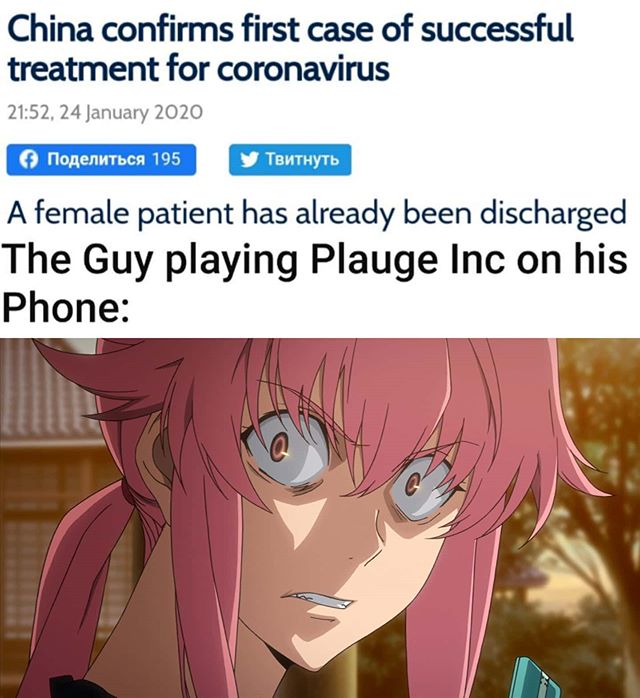 China confirms first case of successful
treatment for coronavirus
21:52, 24 January 2020
Поделиться 195
Твитнуть
A female patient has already been discharged
The Guy playing Plauge Inc on his
Phone: